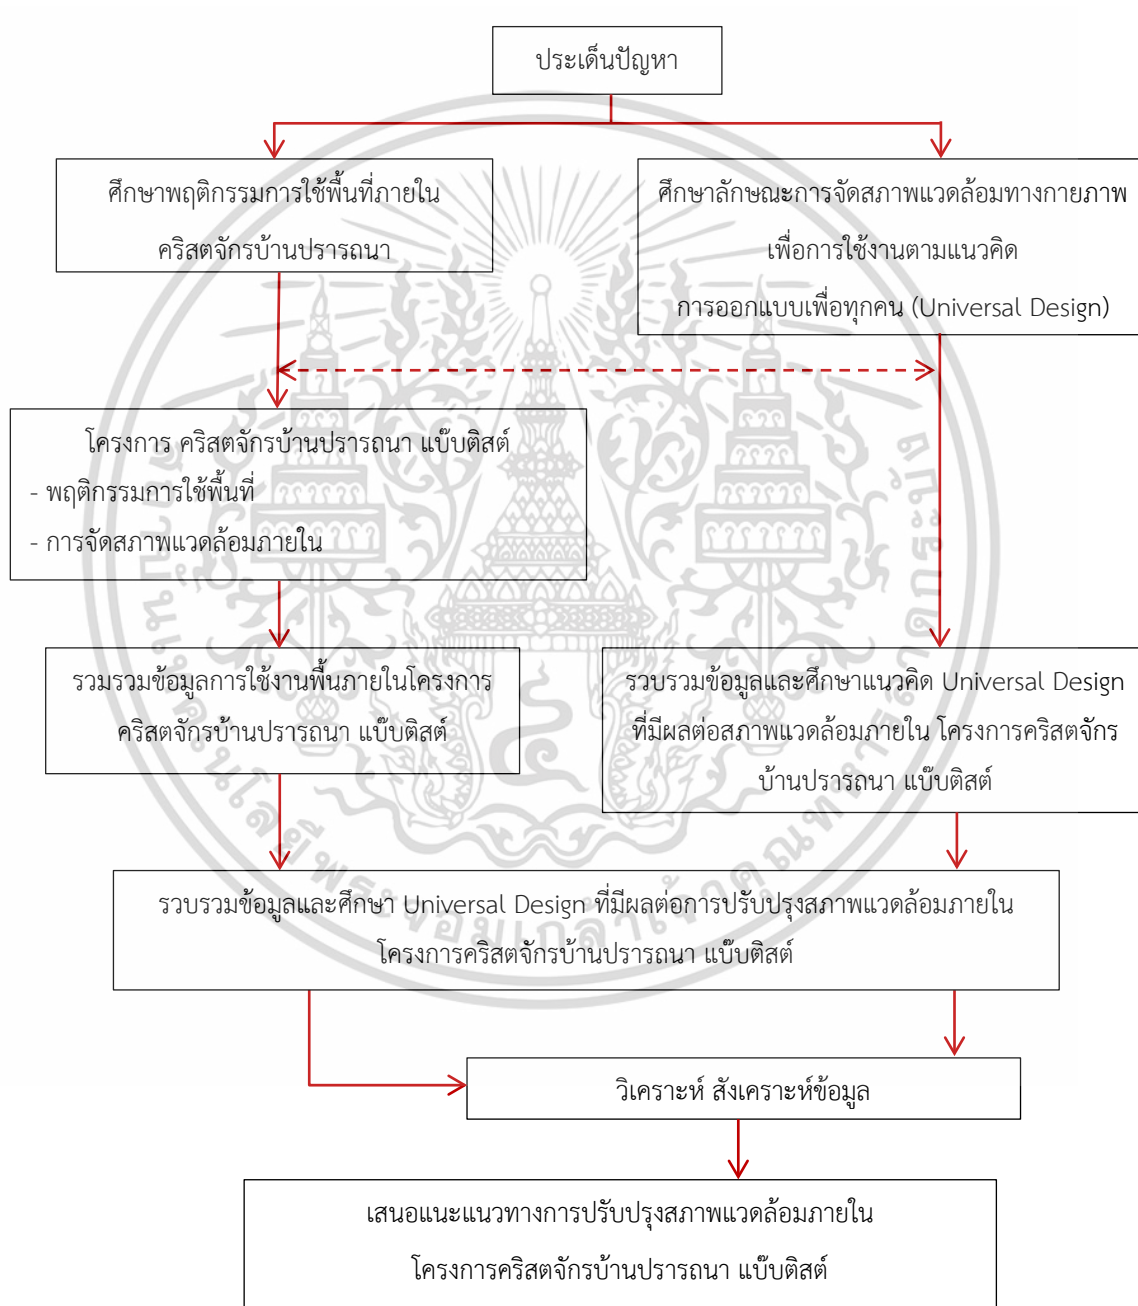 ประเด็นปัญหา
ศึกษาพฤติกรรมการใช้พื้นที่ภายใน
คริสตจักรบ้านปรารถนา
ศึกษาลักษณะการจัดสภาพแวดล้อมทางกายภาพ
เพื่อการใช้งานตามแนวคิด
การออกแบบเพื่อทุกคน (Universal Design)
โครงการ คริสตจักรบ้านปรารถนา แบ๊บติสต์
- พฤติกรรมการใช้พื้นที่
- การจัดสภาพแวดล้อมภายใน
รวมรวมข้อมูลการใช้งานพื้นภายในโครงการ
คริสตจักรบ้านปรารถนา แบ๊บติสต์
รวบรวมข้อมูลและศึกษาแนวคิด Universal Design
ที่มีผลต่อสภาพแวดล้อมภายใน โครงการคริสตจักร
บ้านปรารถนา แบ๊บติสต์
รวบรวมข้อมูลและศึกษา Universal Design ที่มีผลต่อการปรับปรุงสภาพแวดล้อมภายใน
โครงการคริสตจักรบ้านปรารถนา แบ๊บติสต์
วิเคราะห์ สังเคราะห์ข้อมูล
เสนอแนะแนวทางการปรับปรุงสภาพแวดล้อมภายใน
โครงการคริสตจักรบ้านปรารถนา แบ๊บติสต์